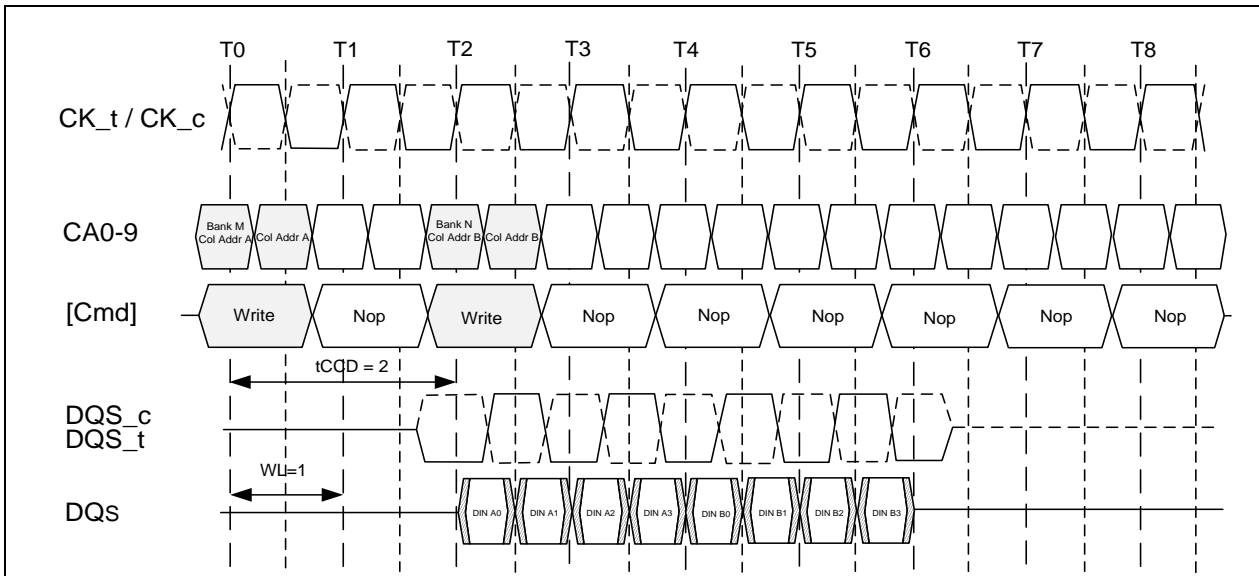 T0 T1 T2 T3 T4 T5 T6 T7 T8
CK_t / CK_c
CA0-9
Bank M
Col Addr A
Col Addr A
Bank N
Col Addr B
Col Addr B
[Cmd]
Write Nop Write Nop Nop Nop Nop Nop Nop
tCCD = 2
DQS_c
DQS_t
WL=1
DQs
DIN A0 DIN A1 DIN A2 DIN A3 DIN B0 DIN B1 DIN B2 DIN B3